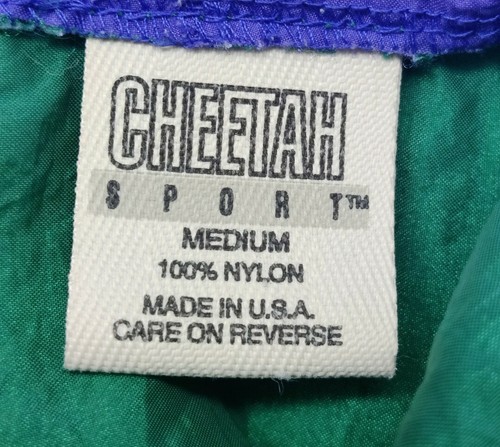 CHEETAH
SPORT™
MEDIUM
100% NYLON
MADE IN U.S.A.
CARE ON REVERSE